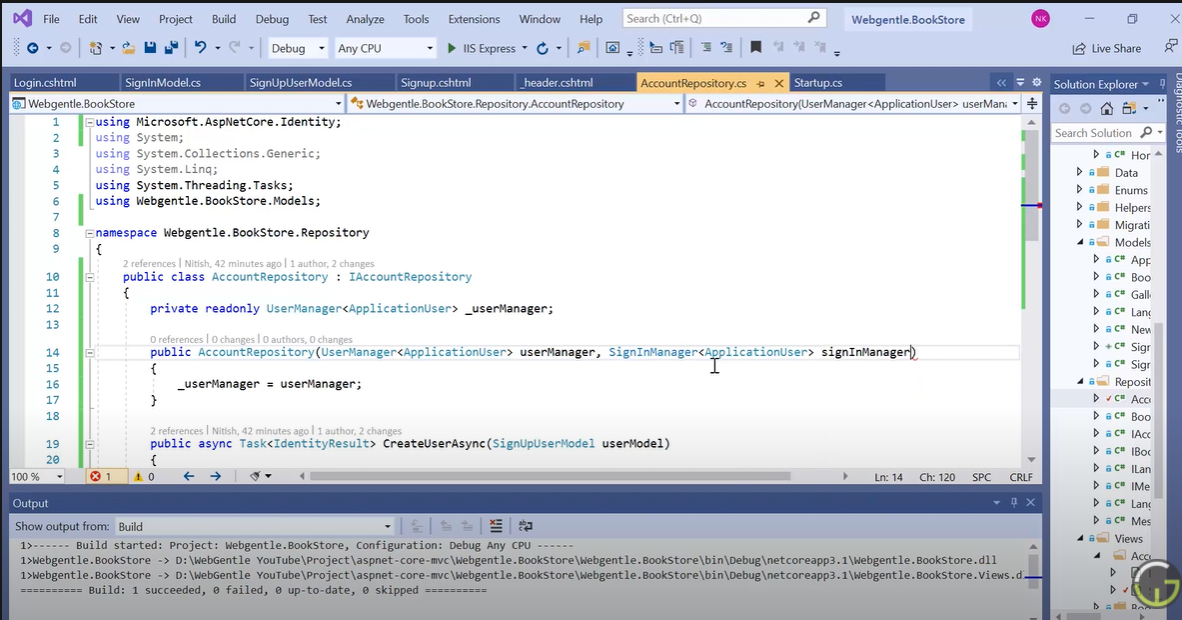 File Edit View Project Build Debug Test Analyze Tools Extensions Window Help Search (Ctrl+Q) Webgentle.BookStore NK
Debug Any CPU IIS Express Live Share
Login.cshtml SignInModel.cs SignUpUserModel.cs Signup.cshtml _header.cshtml AccountRepository.cs Startup.cs
Webgentle.BookStore Webgentle.BookStore.Repository.AccountRepository AccountRepository(UserManager<ApplicationUser> userMana
1 using Microsoft.AspNetCore.Identity;
2 using System;
3 using System.Collections.Generic;
4 using System.Linq;
5 using System.Threading.Tasks;
6 using Webgentle.BookStore.Models;
7
8 namespace Webgentle.BookStore.Repository
9 {
2 references | Nitish, 42 minutes ago | 1 author, 2 changes
10 public class AccountRepository : IAccountRepository
11 {
12 private readonly UserManager<ApplicationUser> _userManager;
13
0 references | 0 changes | 0 authors, 0 changes
14 public AccountRepository(UserManager<ApplicationUser> userManager, SignInManager<ApplicationUser> signInManager)
15 {
16 _userManager = userManager;
17 }
18
2 references | Nitish, 42 minutes ago | 1 author, 2 changes
19 public async Task<IdentityResult> CreateUserAsync(SignUpUserModel userModel)
20 {
100 % 1 0 Ln: 14 Ch: 120 SPC CRLF
Output
Show output from: Build
1>------ Build started: Project: Webgentle.BookStore, Configuration: Debug Any CPU ------
1>Webgentle.BookStore -> D:\WebGentle YouTube\Project\aspnet-core-mvc\Webgentle.BookStore\Webgentle.BookStore\bin\Debug\netcoreapp3.1\Webgentle.BookStore.dll
1>Webgentle.BookStore -> D:\WebGentle YouTube\Project\aspnet-core-mvc\Webgentle.BookStore\Webgentle.BookStore\bin\Debug\netcoreapp3.1\Webgentle.BookStore.Views.d
========== Build: 1 succeeded, 0 failed, 0 up-to-date, 0 skipped ==========
Solution Explorer
Search Solution
C# Hor
Data
Enums
Helpers
Migrati
Models
C# App
C# Boo
C# Gall
C# Lang
C# New
C# Sign
C# Sign
Reposit
C# Acc
C# Boo
C# IAcc
C# IBoo
C# ILan
C# IMe
C# Lang
C# Mes
Views
Acc
Boo
Diagnostic Tools